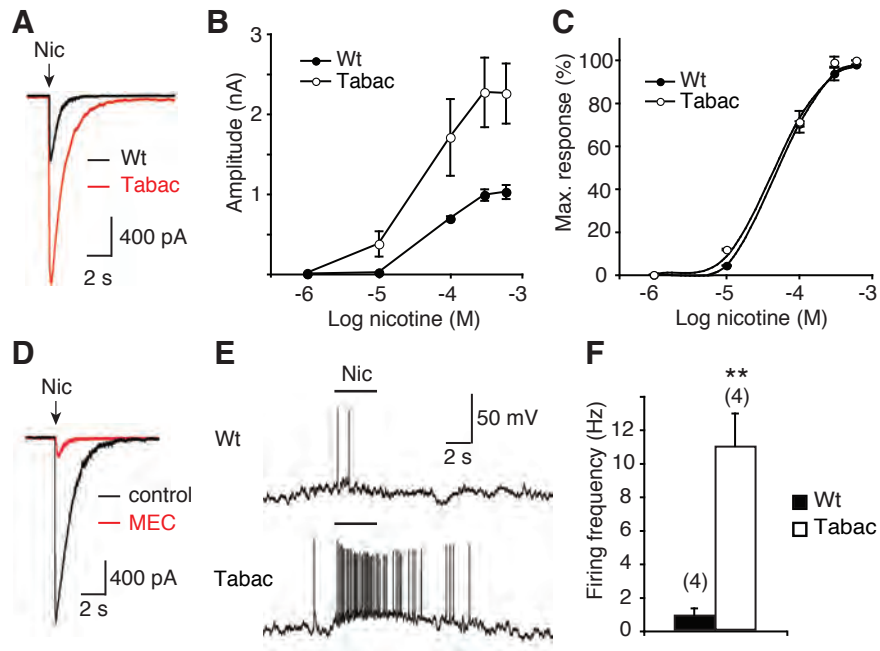 A
Nic
Wt
Tabac
400 pA
2 s
B
Wt
Tabac
Amplitude (nA)
3
2
1
0
-6
-5
-4
-3
Log nicotine (M)
C
Wt
Tabac
Max. response (%)
100
80
60
40
20
0
-6
-5
-4
-3
Log nicotine (M)
D
Nic
control
MEC
400 pA
2 s
E
Nic
Wt
50 mV
2 s
Tabac
F
**
(4)
(4)
Firing frequency (Hz)
12
10
8
6
4
2
0
Wt
Tabac